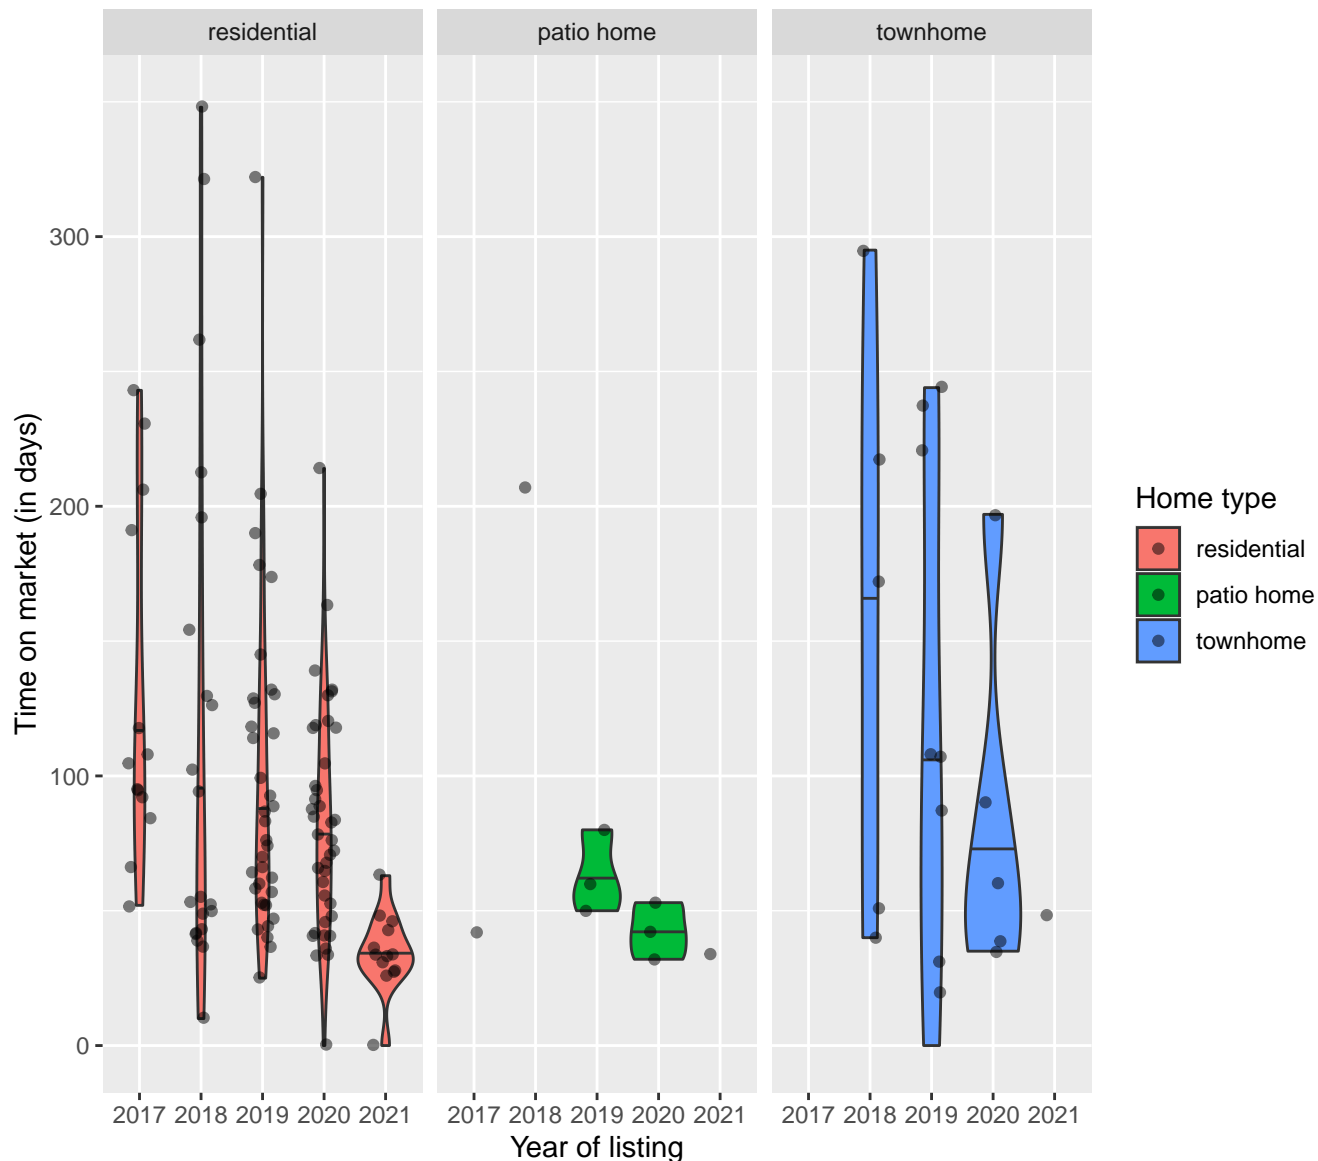 residential
patio home
townhome
Time on market (in days)
300
200
100
0
2017 2018 2019 2020 2021
2017 2018 2019 2020 2021
2017 2018 2019 2020 2021
Year of listing
Home type
residential
patio home
townhome